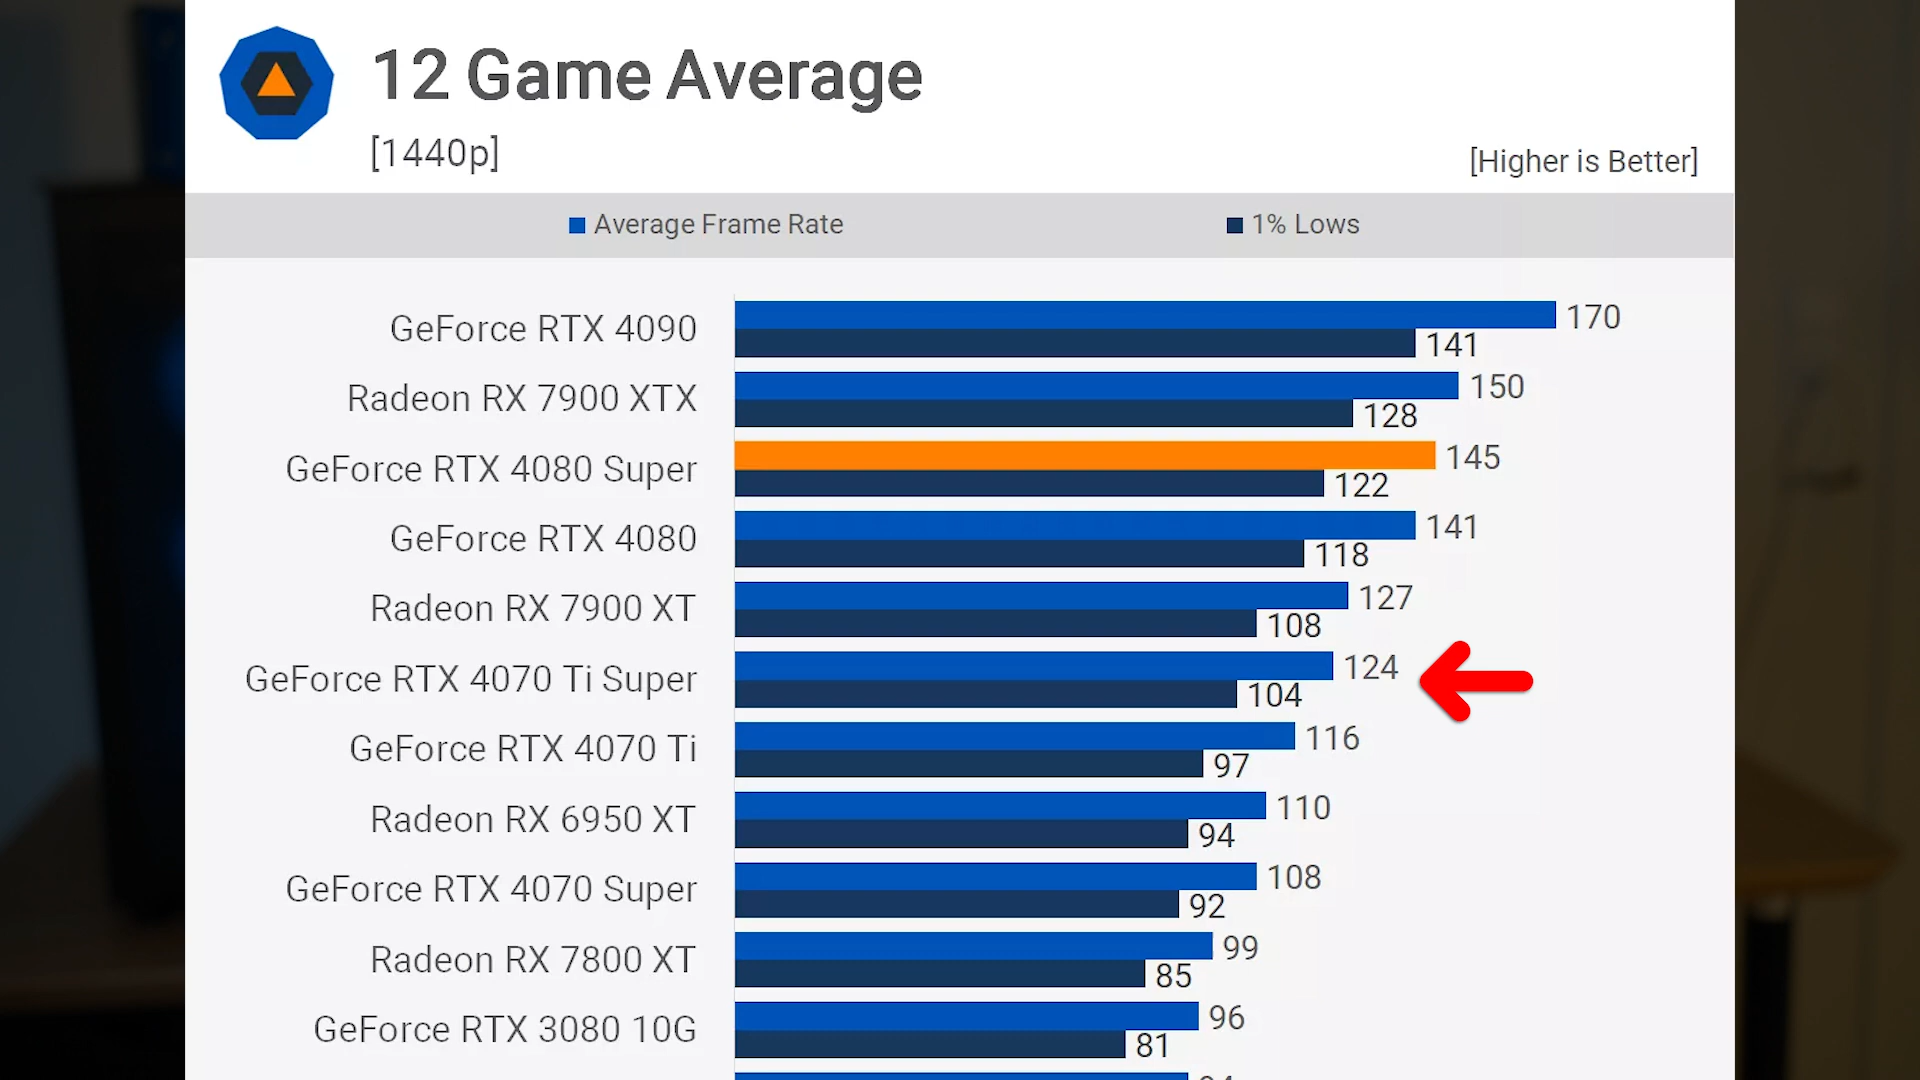 12 Game Average
[1440p]
[Higher is Better]
Average Frame Rate 1% Lows
GeForce RTX 4090 170
141
Radeon RX 7900 XTX 150
128
GeForce RTX 4080 Super 145
122
GeForce RTX 4080 141
118
Radeon RX 7900 XT 127
108
GeForce RTX 4070 Ti Super 124
104
GeForce RTX 4070 Ti 116
97
Radeon RX 6950 XT 110
94
GeForce RTX 4070 Super 108
92
Radeon RX 7800 XT 99
85
GeForce RTX 3080 10G 96
81